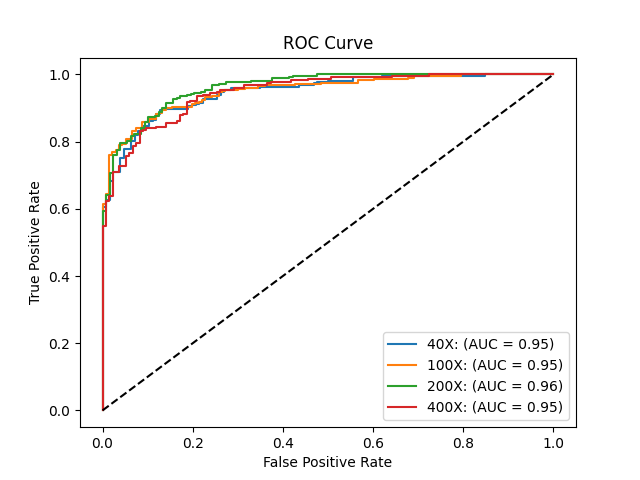 ROC Curve
True Positive Rate
1.0
0.8
0.6
0.4
0.2
0.0
0.0 0.2 0.4 0.6 0.8 1.0
False Positive Rate
40X: (AUC = 0.95)
100X: (AUC = 0.95)
200X: (AUC = 0.96)
400X: (AUC = 0.95)